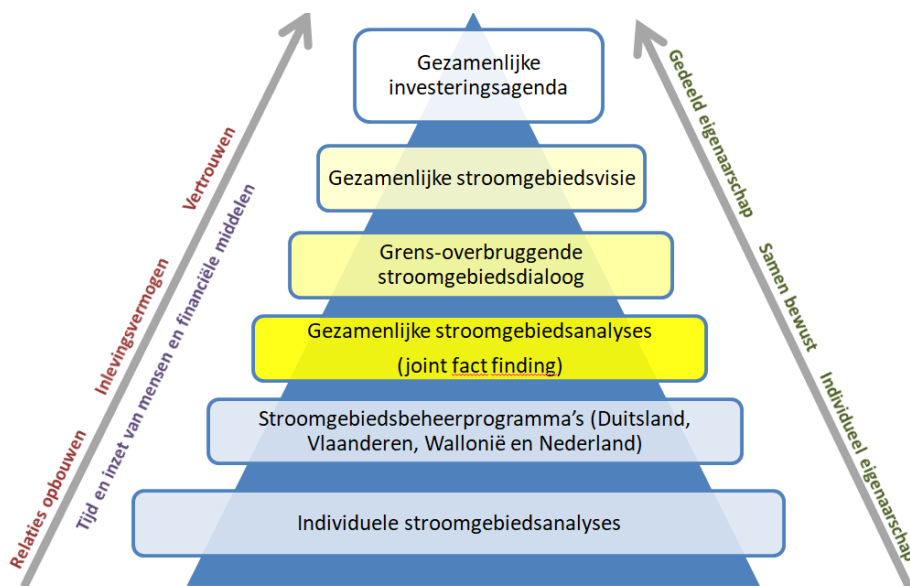 Gezamenlijke
investeringsagenda
Gezamenlijke stroomgebiedsvisie
Grens-overbruggende
stroomgebiedsdialoog
Gezamenlijke stroomgebiedsanalyses
(joint fact finding)
Stroomgebiedsbeheerprogramma's (Duitsland,
Vlaanderen, Wallonië en Nederland)
Individuele stroomgebiedsanalyses
Relaties opbouwen
Inlevingsvermogen
Vertrouwen
Tijd en inzet van mensen en financiële middelen
Gedeeld eigenaarschap
Samen bewust
Individueel eigenaarschap